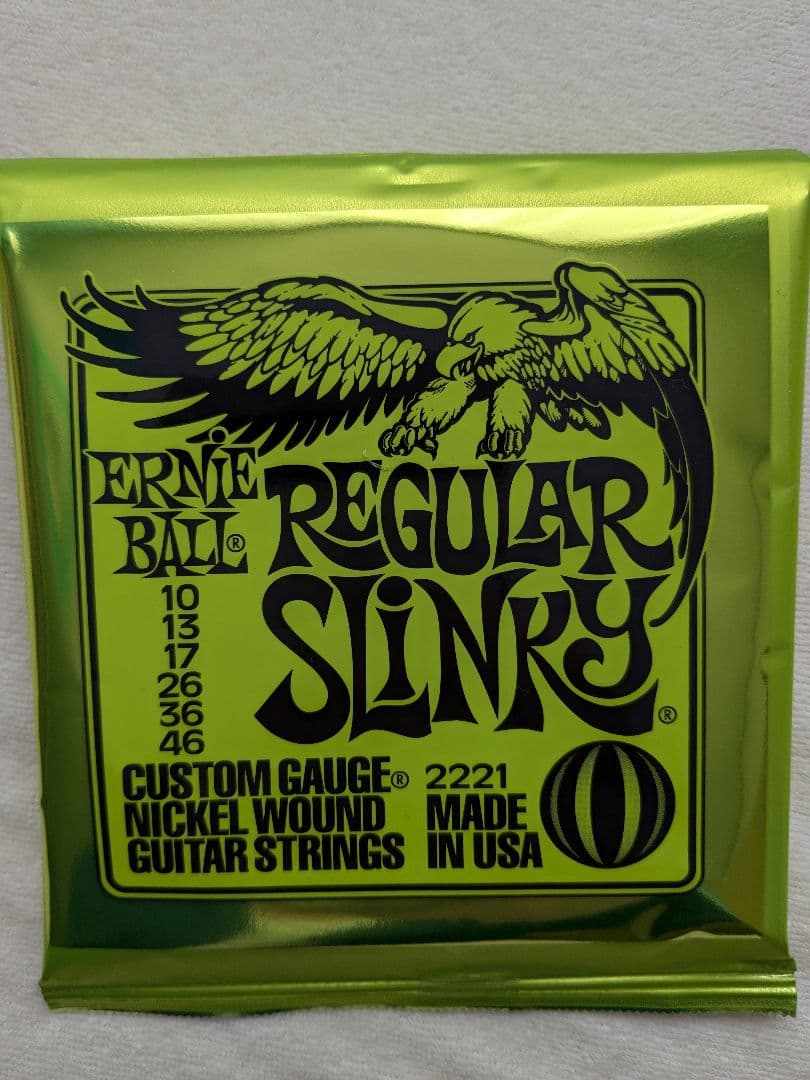 ERNIE
BALL®
REGULAR
SLINKY®
10
13
17
26
36
46
CUSTOM GAUGE®
NICKEL WOUND
GUITAR STRINGS
2221
MADE
IN USA